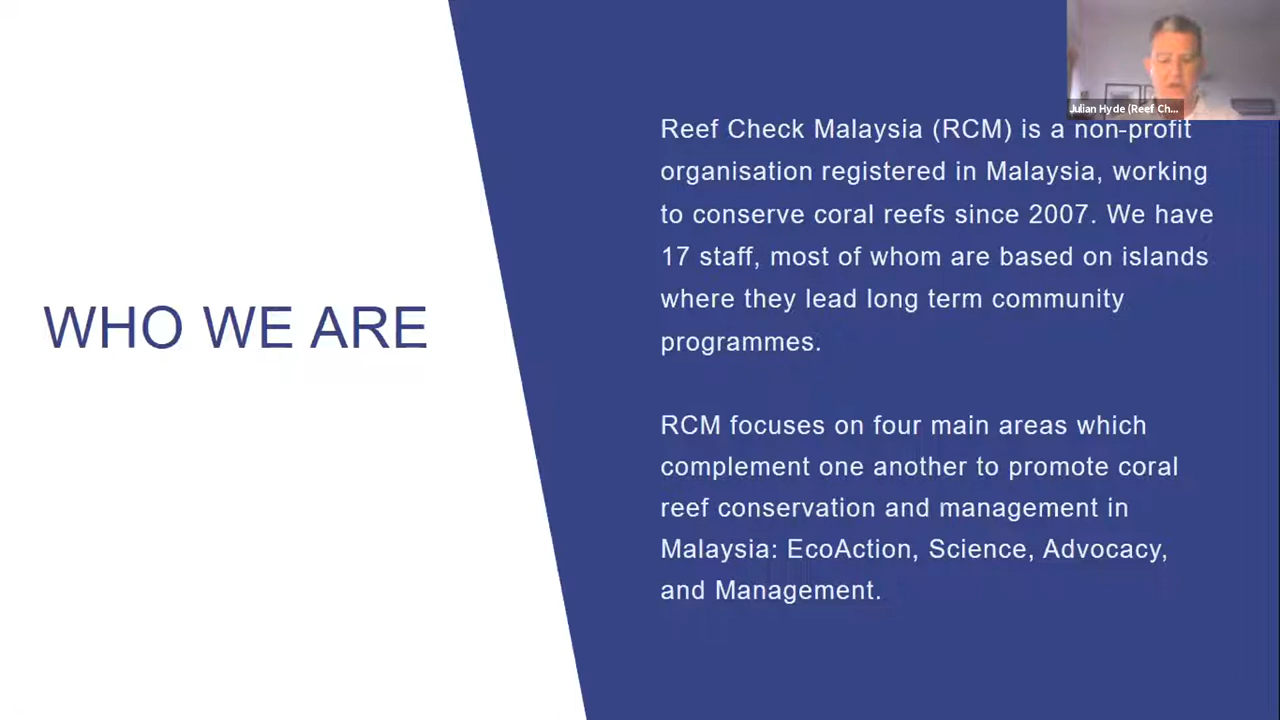 Julian Hyde (Reef Ch...
WHO WE ARE
Reef Check Malaysia (RCM) is a non-profit
organisation registered in Malaysia, working
to conserve coral reefs since 2007. We have
17 staff, most of whom are based on islands
where they lead long term community
programmes.
RCM focuses on four main areas which
complement one another to promote coral
reef conservation and management in
Malaysia: EcoAction, Science, Advocacy,
and Management.